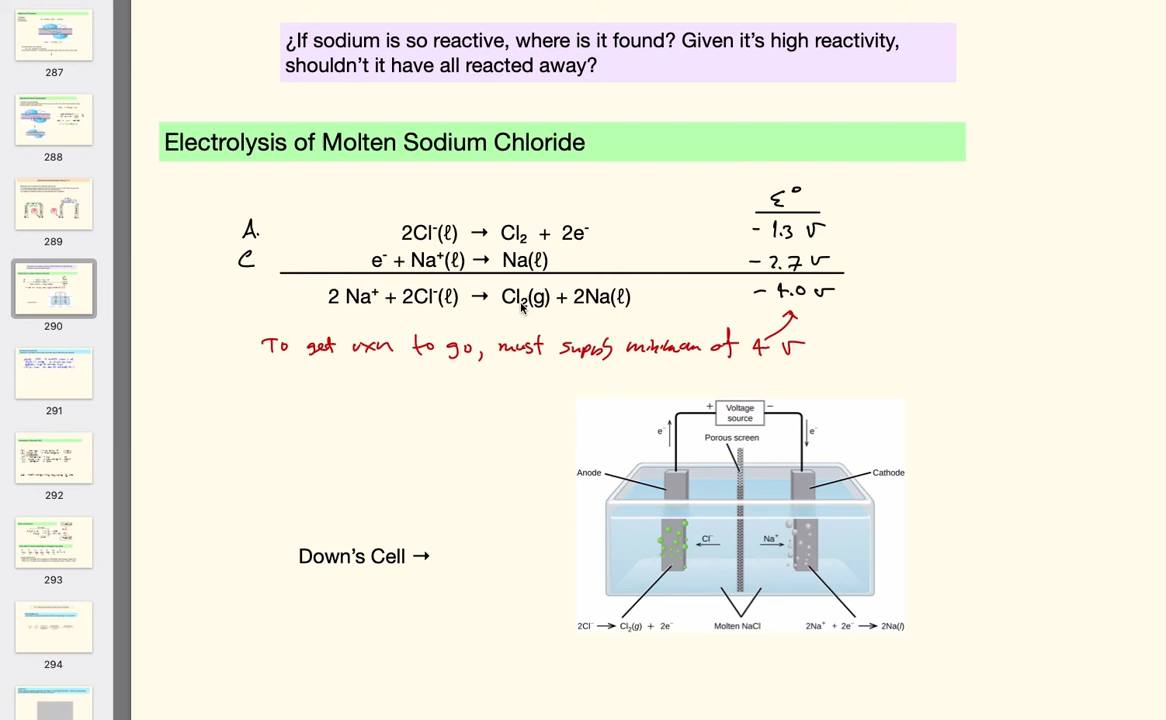 287
288
289
290
291
292
293
294
¿If sodium is so reactive, where is it found? Given it's high reactivity,
shouldn't it have all reacted away?
Electrolysis of Molten Sodium Chloride
Ɛ°
A. 2Cl⁻(ℓ) → Cl₂ + 2e⁻ - 1.3 V
C e⁻ + Na⁺(ℓ) → Na(ℓ) - 2.7 V
2 Na⁺ + 2Cl⁻(ℓ) → Cl₂(g) + 2Na(ℓ) - 4.0 V
To get rxn to go, must supply minimum of 4 V
+ Voltage −
source
e⁻ e⁻
Porous screen
Anode Cathode
Cl⁻ Na⁺
Down's Cell →
2Cl⁻ → Cl₂(g) + 2e⁻ Molten NaCl 2Na⁺ + 2e⁻ → 2Na(l)